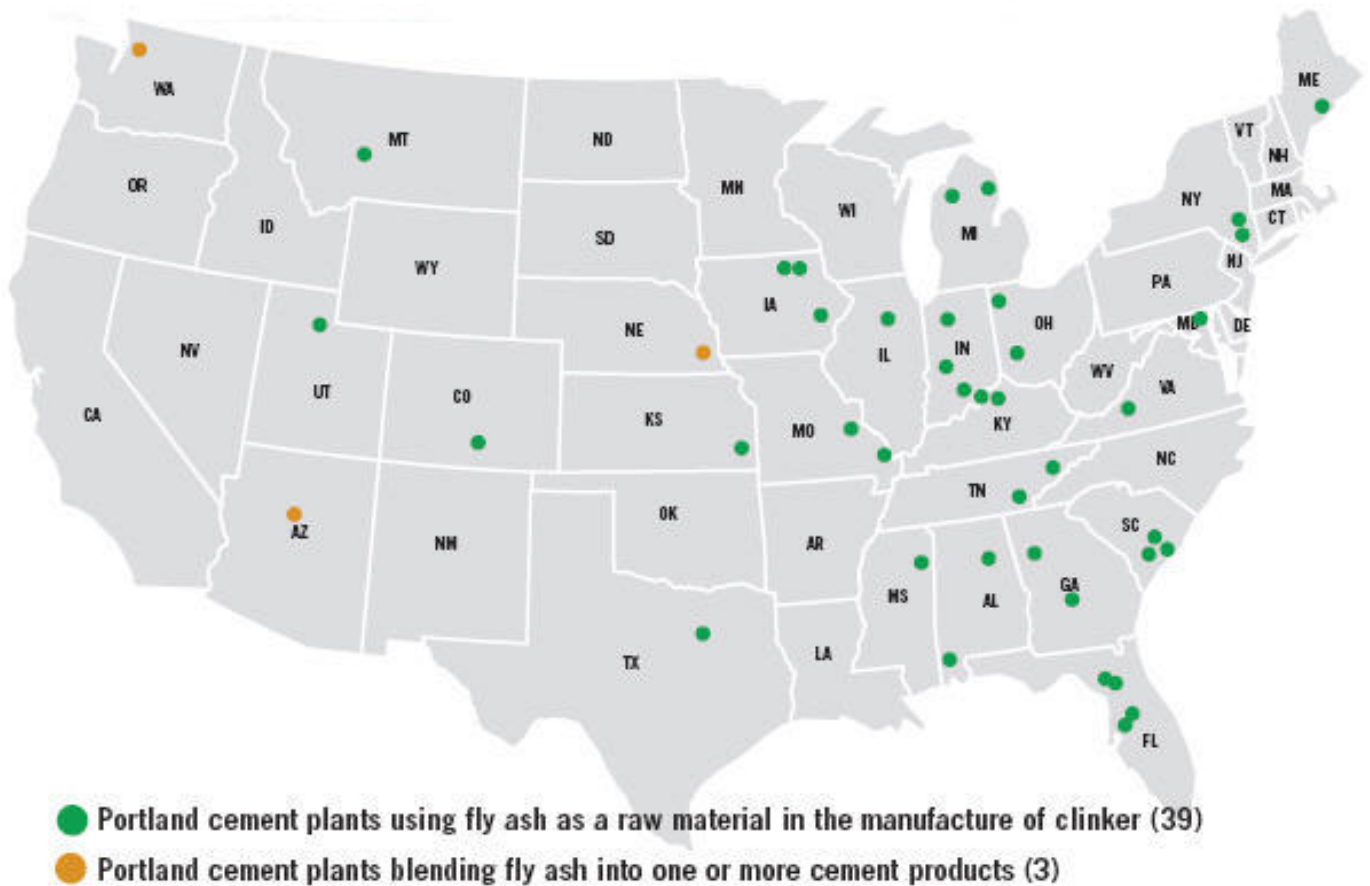 ME
WA
VT
MT
ND
NH
OR
MN
MA
NY
WI
CT
ID
SD
MI
WY
NJ
PA
IA
NE
OH
MD
DE
NV
IN
IL
WV
UT
CO
VA
CA
KS
KY
MO
NC
TN
OK
SC
AZ
NM
AR
GA
MS
AL
LA
TX
FL
Portland cement plants using fly ash as a raw material in the manufacture of clinker (39)
Portland cement plants blending fly ash into one or more cement products (3)